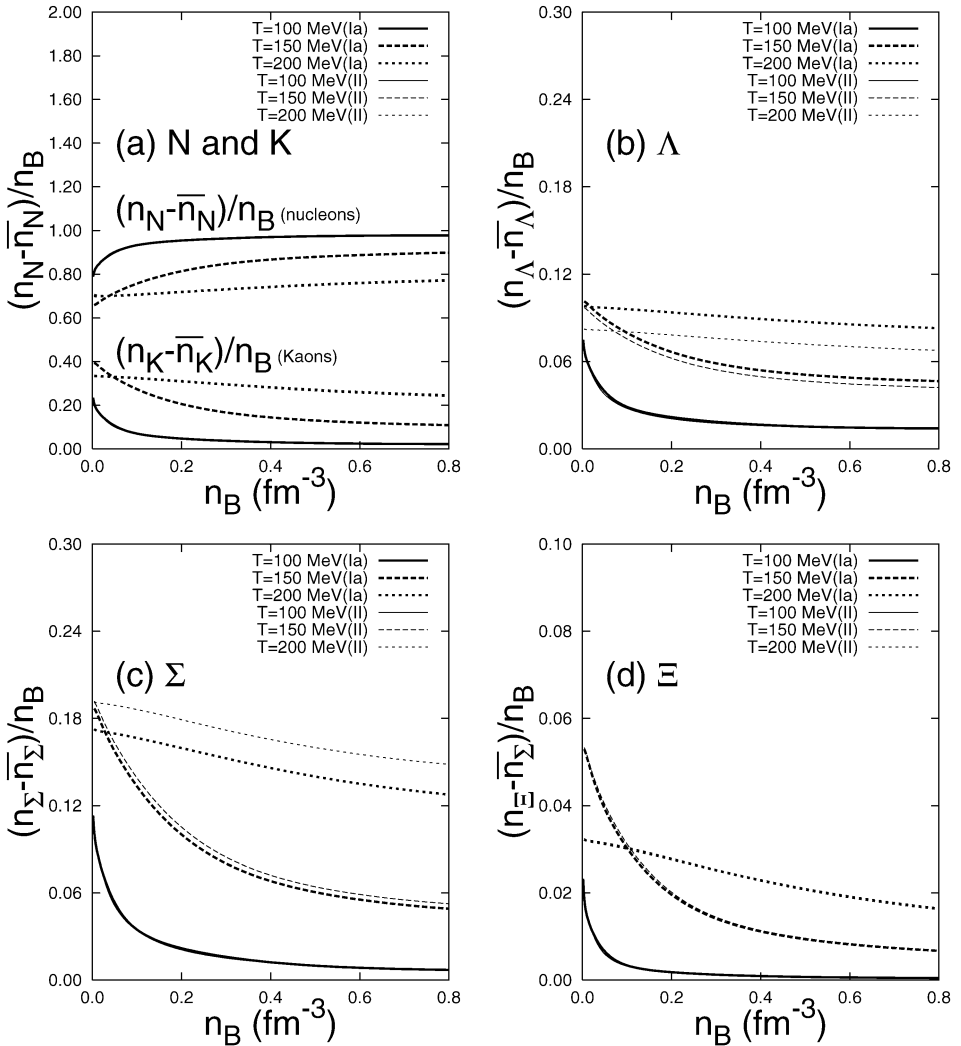 2.00
1.80
1.60
1.40
1.20
1.00
0.80
0.60
0.40
0.20
0.00
0.0 0.2 0.4 0.6 0.8
(n_N-n̅_N)/n_B
n_B (fm⁻³)
T=100 MeV(Ia)
T=150 MeV(Ia)
T=200 MeV(Ia)
T=100 MeV(II)
T=150 MeV(II)
T=200 MeV(II)
(a) N and K
(n_N-n̅_N)/n_B (nucleons)
(n_K-n̅_K)/n_B (Kaons)
0.30
0.24
0.18
0.12
0.06
0.00
0.0 0.2 0.4 0.6 0.8
(n_Λ-n̅_Λ)/n_B
n_B (fm⁻³)
T=100 MeV(Ia)
T=150 MeV(Ia)
T=200 MeV(Ia)
T=100 MeV(II)
T=150 MeV(II)
T=200 MeV(II)
(b) Λ
0.30
0.24
0.18
0.12
0.06
0.00
0.0 0.2 0.4 0.6 0.8
(n_Σ-n̅_Σ)/n_B
n_B (fm⁻³)
T=100 MeV(Ia)
T=150 MeV(Ia)
T=200 MeV(Ia)
T=100 MeV(II)
T=150 MeV(II)
T=200 MeV(II)
(c) Σ
0.10
0.08
0.06
0.04
0.02
0.00
0.0 0.2 0.4 0.6 0.8
(n_Ξ-n̅_Σ)/n_B
n_B (fm⁻³)
T=100 MeV(Ia)
T=150 MeV(Ia)
T=200 MeV(Ia)
T=100 MeV(II)
T=150 MeV(II)
T=200 MeV(II)
(d) Ξ